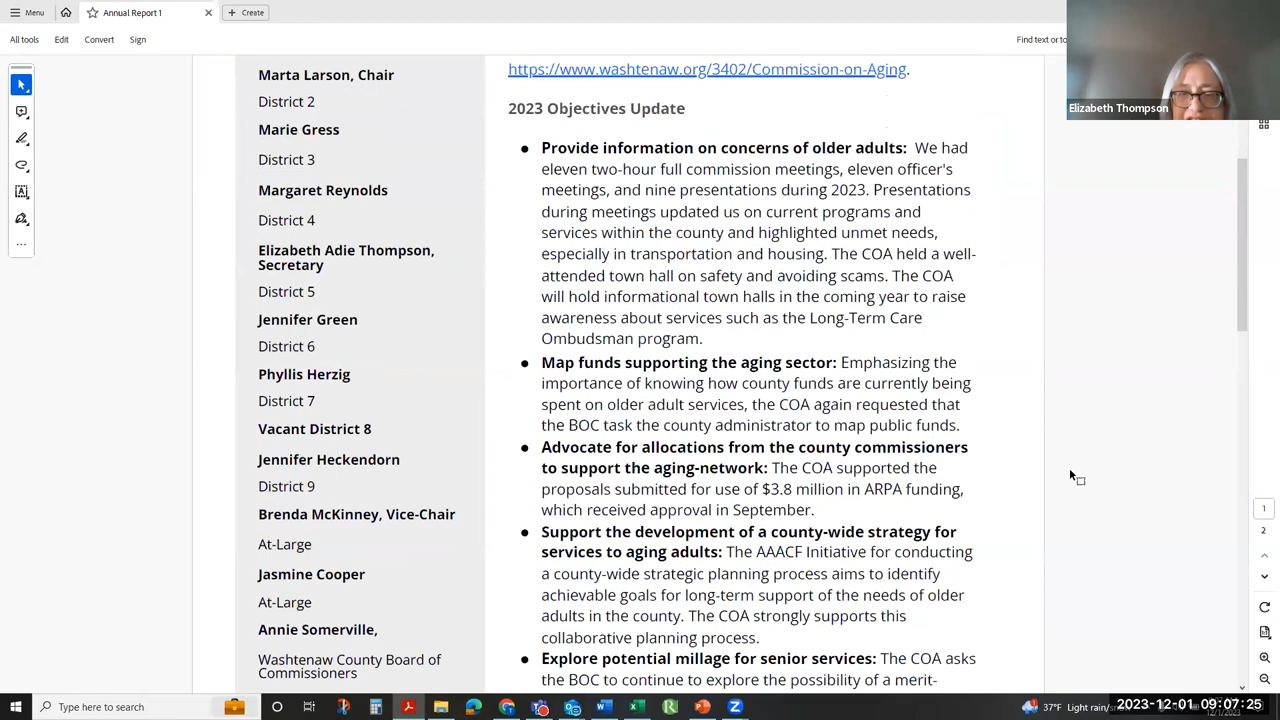 Menu
Annual Report 1
Create
All tools
Edit
Convert
Sign
Find text or to
Elizabeth Thompson
Marta Larson, Chair
District 2
Marie Gress
District 3
Margaret Reynolds
District 4
Elizabeth Adie Thompson,
Secretary
District 5
Jennifer Green
District 6
Phyllis Herzig
District 7
Vacant District 8
Jennifer Heckendorn
District 9
Brenda McKinney, Vice-Chair
At-Large
Jasmine Cooper
At-Large
Annie Somerville,
Washtenaw County Board of
Commissioners
https://www.washtenaw.org/3402/Commission-on-Aging.
2023 Objectives Update
● Provide information on concerns of older adults: We had
eleven two-hour full commission meetings, eleven officer's
meetings, and nine presentations during 2023. Presentations
during meetings updated us on current programs and
services within the county and highlighted unmet needs,
especially in transportation and housing. The COA held a well-
attended town hall on safety and avoiding scams. The COA
will hold informational town halls in the coming year to raise
awareness about services such as the Long-Term Care
Ombudsman program.
● Map funds supporting the aging sector: Emphasizing the
importance of knowing how county funds are currently being
spent on older adult services, the COA again requested that
the BOC task the county administrator to map public funds.
● Advocate for allocations from the county commissioners
to support the aging-network: The COA supported the
proposals submitted for use of $3.8 million in ARPA funding,
which received approval in September.
● Support the development of a county-wide strategy for
services to aging adults: The AAACF Initiative for conducting
a county-wide strategic planning process aims to identify
achievable goals for long-term support of the needs of older
adults in the county. The COA strongly supports this
collaborative planning process.
● Explore potential millage for senior services: The COA asks
the BOC to continue to explore the possibility of a merit-
1
2
Type here to search
37°F Light rain/sn
2023-12-01 09:07:25